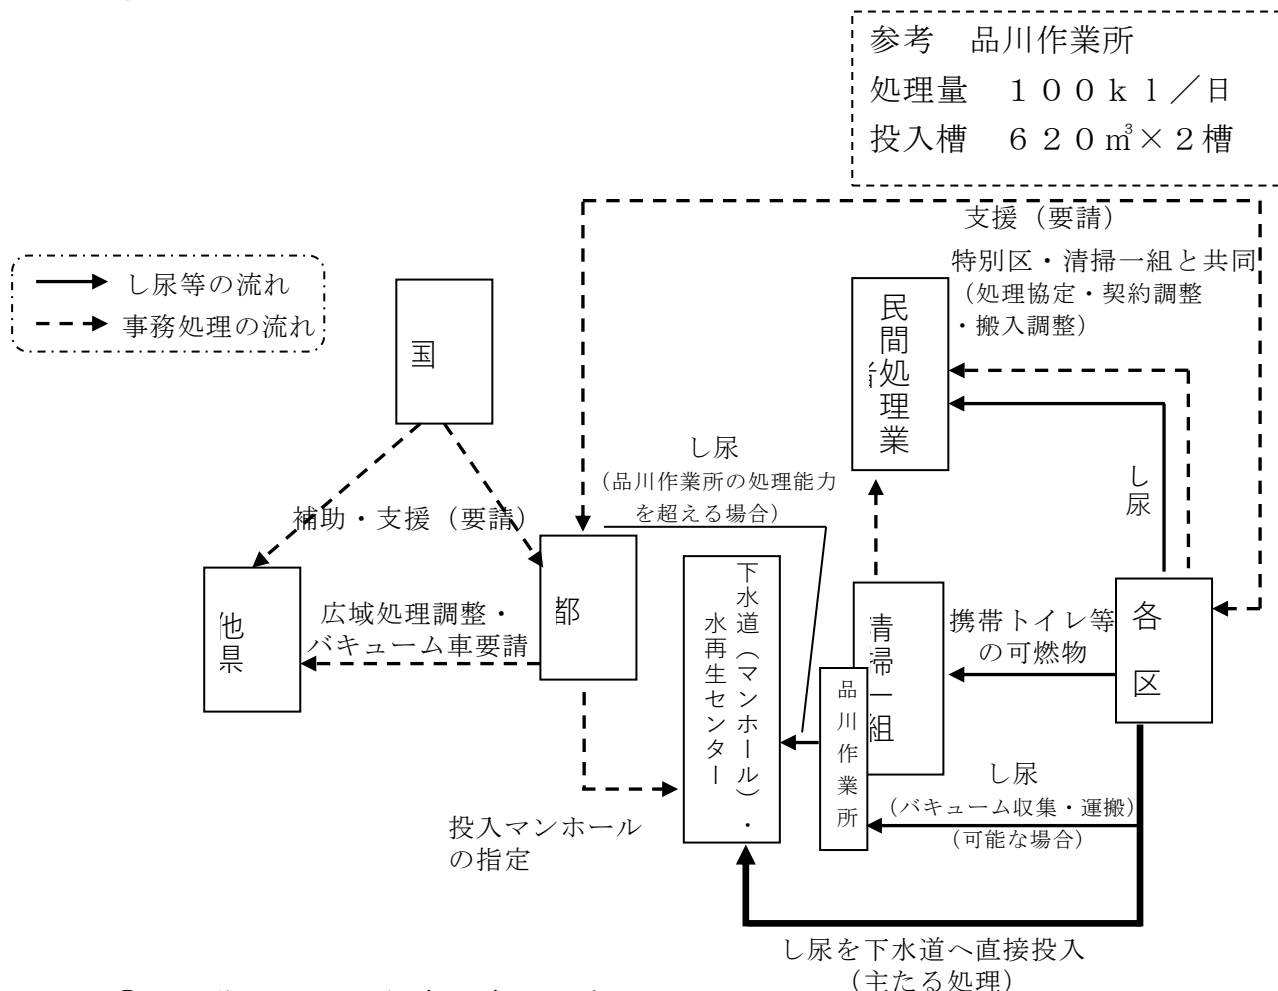 参考　品川作業所
処理量　１００ｋｌ／日
投入槽　６２０㎥×２槽
支援（要請）
特別区・清掃一組と共同
（処理協定・契約調整
・搬入調整）
し尿等の流れ
事務処理の流れ
国
民間処理業
者
し尿
（品川作業所の処理能力
を超える場合）
し尿
補助・支援（要請）
他県
広域処理調整・
バキューム車要請
都
下水道（マンホール）・
水再生センター
清掃一組
品川作業所
携帯トイレ等
の可燃物
各区
し尿
（バキューム収集・運搬）
（可能な場合）
投入マンホール
の指定
し尿を下水道へ直接投入
（主たる処理）